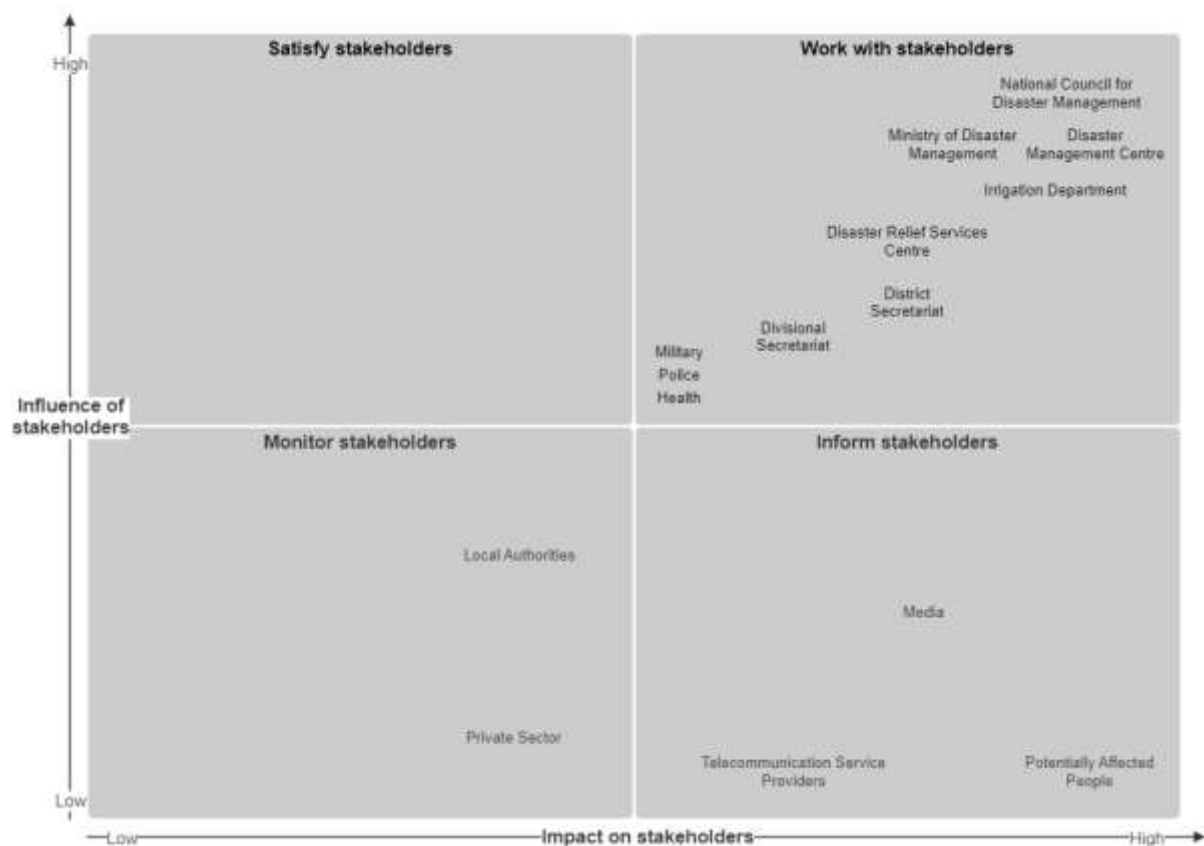 Satisfy stakeholders
Work with stakeholders
High
National Council for
Disaster Management
Ministry of Disaster
Management
Disaster
Management Centre
Irrigation Department
Disaster Relief Services
Centre
District
Secretariat
Divisional
Secretariat
Military
Police
Health
Influence of
stakeholders
Monitor stakeholders
Inform stakeholders
Local Authorities
Media
Private Sector
Telecommunication Service
Providers
Potentially Affected
People
Low
Low
Impact on stakeholders
High